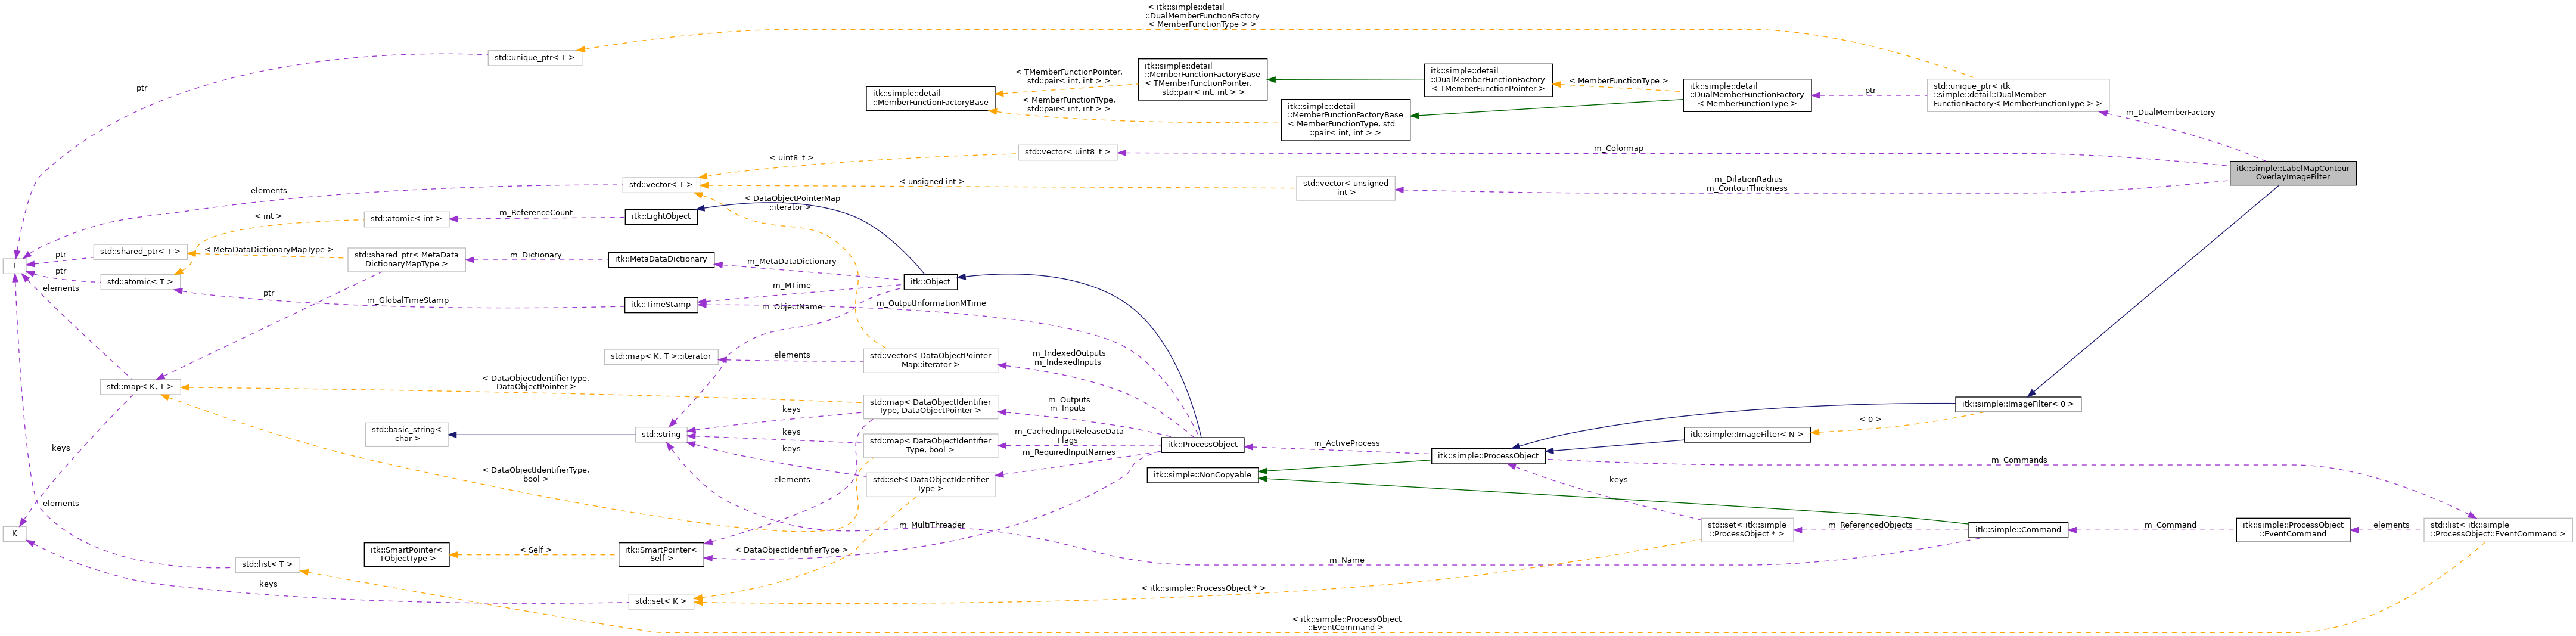 < itk::simple::detail
::DualMemberFunctionFactory
< MemberFunctionType > >
std::unique_ptr< T >
ptr
itk::simple::detail
::MemberFunctionFactoryBase
< TMemberFunctionPointer,
std::pair< int, int > >
itk::simple::detail
::DualMemberFunctionFactory
< TMemberFunctionPointer >
< TMemberFunctionPointer,
std::pair< int, int > >
< MemberFunctionType >
itk::simple::detail
::MemberFunctionFactoryBase
< MemberFunctionType,
std::pair< int, int > >
itk::simple::detail
::MemberFunctionFactoryBase
< MemberFunctionType, std
::pair< int, int > >
itk::simple::detail
::DualMemberFunctionFactory
< MemberFunctionType >
ptr
std::unique_ptr< itk
::simple::detail::DualMember
FunctionFactory< MemberFunctionType > >
m_DualMemberFactory
std::vector< uint8_t >
m_Colormap
< uint8_t >
itk::simple::LabelMapContour
OverlayImageFilter
std::vector< T >
elements
< unsigned int >
std::vector< unsigned
int >
m_DilationRadius
m_ContourThickness
< DataObjectPointerMap
::iterator >
< int >
std::atomic< int >
m_ReferenceCount
itk::LightObject
std::shared_ptr< T >
ptr
< MetaDataDictionaryMapType >
std::shared_ptr< MetaData
DictionaryMapType >
m_Dictionary
itk::MetaDataDictionary
m_MetaDataDictionary
T
ptr
std::atomic< T >
itk::Object
elements
ptr
m_GlobalTimeStamp
itk::TimeStamp
m_MTime
m_ObjectName
m_OutputInformationMTime
std::map< K, T >::iterator
elements
std::vector< DataObjectPointer
Map::iterator >
m_IndexedOutputs
m_IndexedInputs
std::map< K, T >
< DataObjectIdentifierType,
DataObjectPointer >
std::map< DataObjectIdentifier
Type, DataObjectPointer >
m_Outputs
m_Inputs
keys
itk::simple::ImageFilter< 0 >
< 0 >
std::basic_string<
char >
std::string
keys
std::map< DataObjectIdentifier
Type, bool >
m_CachedInputReleaseData
Flags
itk::ProcessObject
m_ActiveProcess
itk::simple::ImageFilter< N >
keys
keys
m_RequiredInputNames
itk::simple::ProcessObject
m_Commands
< DataObjectIdentifierType,
bool >
elements
std::set< DataObjectIdentifier
Type >
itk::simple::NonCopyable
keys
elements
K
m_MultiThreader
std::set< itk::simple
::ProcessObject * >
m_ReferencedObjects
itk::simple::Command
m_Command
itk::simple::ProcessObject
::EventCommand
elements
std::list< itk::simple
::ProcessObject::EventCommand >
itk::SmartPointer<
TObjectType >
< Self >
itk::SmartPointer<
Self >
< DataObjectIdentifierType >
m_Name
std::list< T >
keys
std::set< K >
< itk::simple::ProcessObject * >
< itk::simple::ProcessObject
::EventCommand >